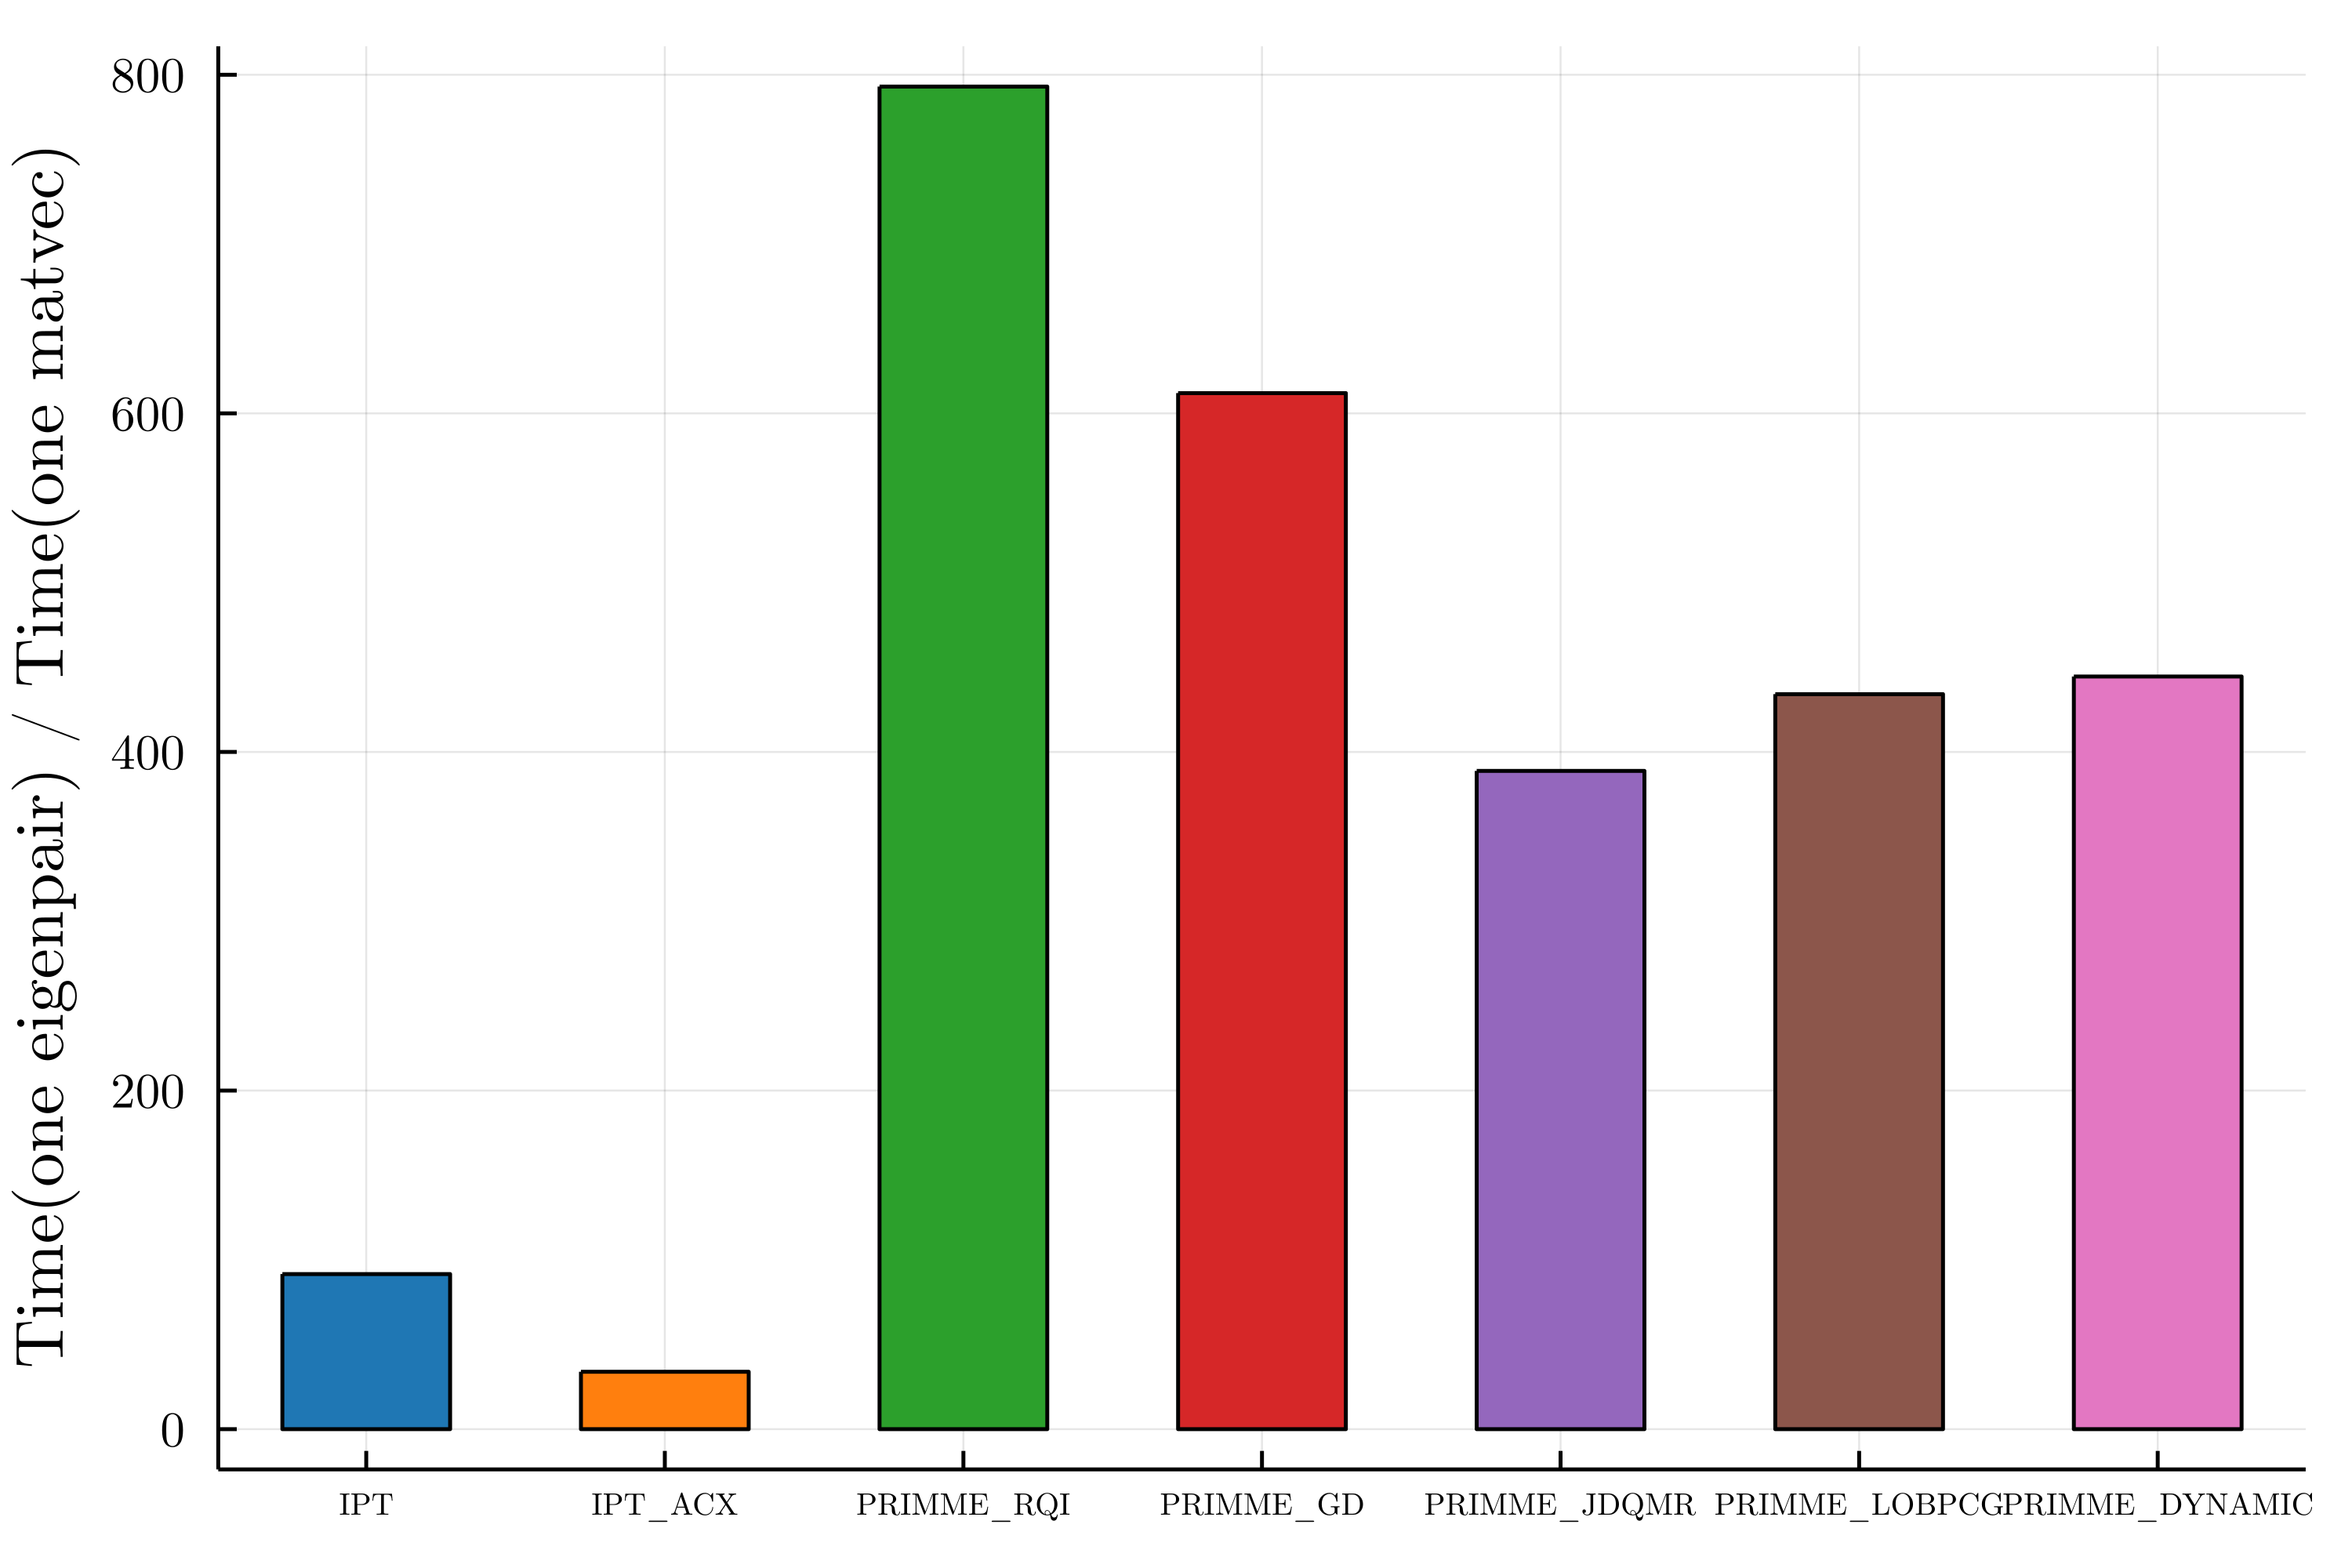 Time(one eigenpair) / Time(one matvec)
800
600
400
200
0
IPT IPT_ACX PRIMME_RQI PRIMME_GD PRIMME_JDQMR PRIMME_LOBPCG PRIMME_DYNAMIC